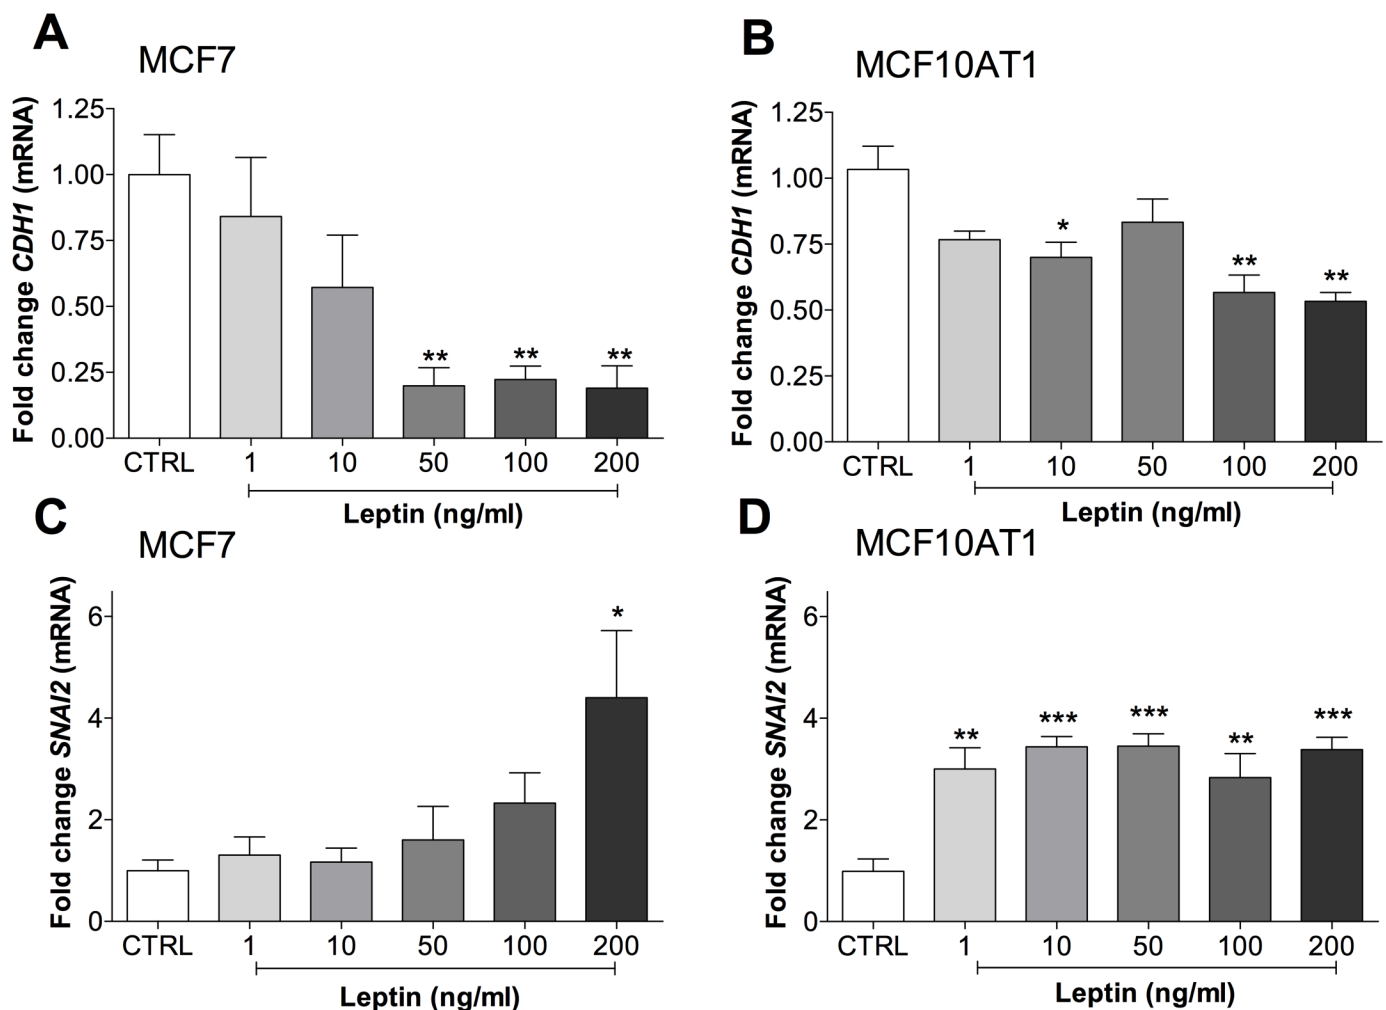 A
MCF7
Fold change CDH1 (mRNA)
1.25
1.00
0.75
0.50
0.25
0.00
** ** **
CTRL 1 10 50 100 200
Leptin (ng/ml)
B
MCF10AT1
Fold change CDH1 (mRNA)
1.25
1.00
0.75
0.50
0.25
0.00
* ** **
CTRL 1 10 50 100 200
Leptin (ng/ml)
C
MCF7
Fold change SNAI2 (mRNA)
6
4
2
0
*
CTRL 1 10 50 100 200
Leptin (ng/ml)
D
MCF10AT1
Fold change SNAI2 (mRNA)
6
4
2
0
** *** *** ** ***
CTRL 1 10 50 100 200
Leptin (ng/ml)